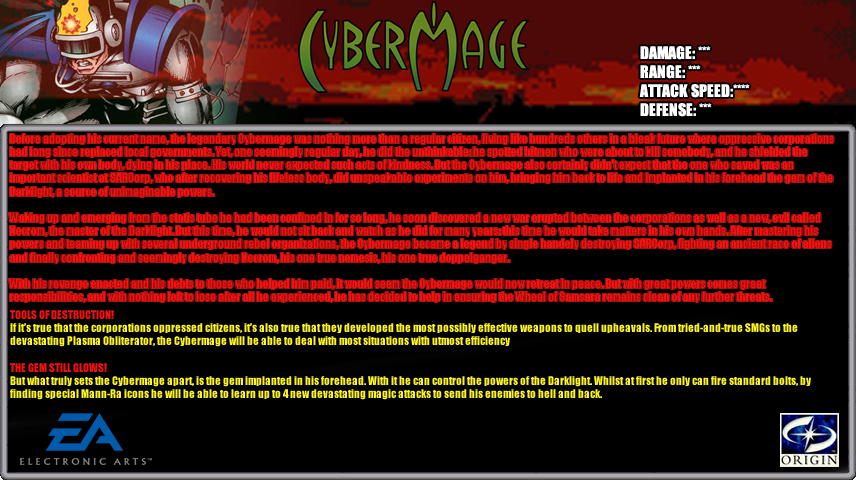 CYBERMAGE
DAMAGE: ***
RANGE: ***
ATTACK SPEED:****
DEFENSE: ***
Before adopting his current name, the legendary Cybermage was nothing more than a regular citizen, living like hundreds others in a bleak future where oppressive corporations
had long since replaced local governments. Yet, one seemingly regular day, he did the unthinkable: he spotted hitmen who were about to kill somebody, and he shielded the
target with his own body, dying in his place. His world never expected such acts of kindness. But the Cybermage also certainly didn't expect that the one who saved was an
important scientist at SARCorp, who after recovering his lifeless body, did unspeakable experiments on him, bringing him back to life and implanted in his forehead the gem of the
Darklight, a source of unimaginable powers.
Waking up and emerging from the statis tube he had been confined in for so long, he soon discovered a new war erupted between the corporations as well as a new, evil called
Necrom, the master of the Darklight. But this time, he would not sit back and watch as he did for many years: this time he would take matters in his own hands. After mastering his
powers and teaming up with several underground rebel organizations, the Cybermage became a legend by single handely destroying SARCorp, fighting an ancient race of aliens
and finally confronting and seemingly destroying Necrom, his one true nemesis, his one true doppelganger.
With his revenge enacted and his debts to those who helped him paid, it would seem the Cybermage would now retreat in peace. But with great powers comes great
responsibilities, and with nothing left to lose after all he experienced, he has decided to help in ensuring the Wheel of Samsara remains clean of any further threats.
TOOLS OF DESTRUCTION!
If it's true that the corporations oppressed citizens, it's also true that they developed the most possibly effective weapons to quell upheavals. From tried-and-true SMGs to the
devastating Plasma Obliterator, the Cybermage will be able to deal with most situations with utmost efficiency
THE GEM STILL GLOWS!
But what truly sets the Cybermage apart, is the gem implanted in his forehead. With it he can control the powers of the Darklight. Whilst at first he only can fire standard bolts, by
finding special Mann-Ra icons he will be able to learn up to 4 new devastating magic attacks to send his enemies to hell and back.
EA
ELECTRONIC ARTS™
ORIGIN